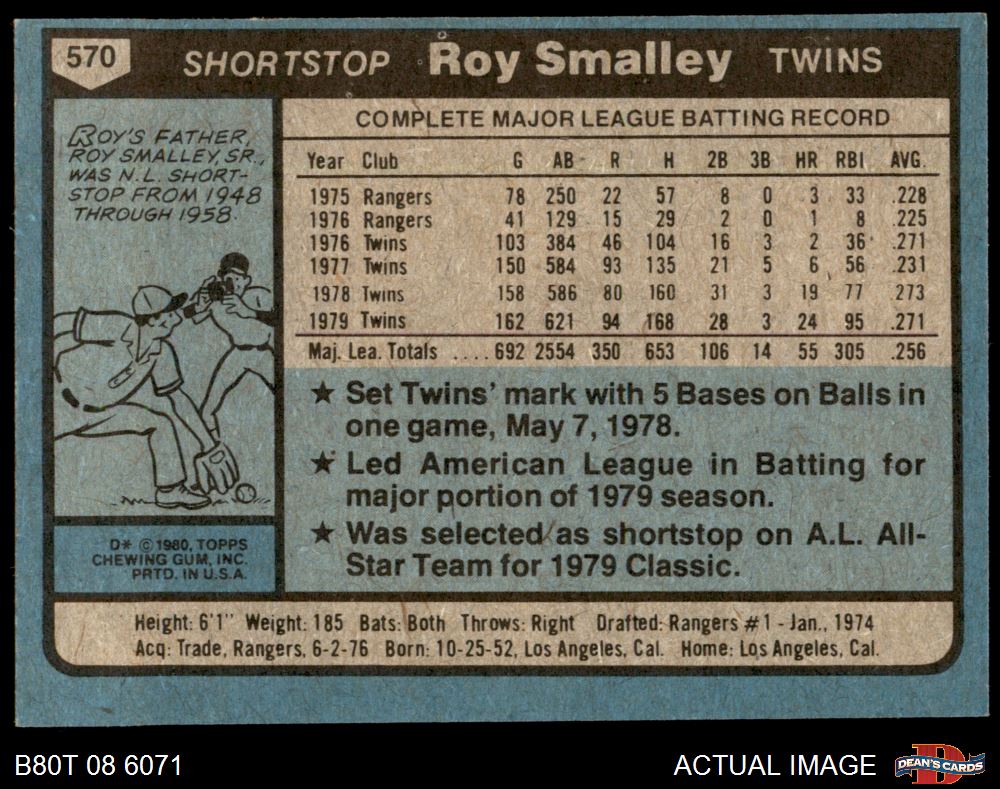 570 SHORTSTOP Roy Smalley TWINS
ROY'S FATHER,
ROY SMALLEY, SR.,
WAS N.L. SHORT-
STOP FROM 1948
THROUGH 1958.
COMPLETE MAJOR LEAGUE BATTING RECORD
Year Club G AB R H 2B 3B HR RBI AVG.
1975 Rangers 78 250 22 57 8 0 3 33 .228
1976 Rangers 41 129 15 29 2 0 1 8 .225
1976 Twins 103 384 46 104 16 3 2 36 .271
1977 Twins 150 584 93 135 21 5 6 56 .231
1978 Twins 158 586 80 160 31 3 19 77 .273
1979 Twins 162 621 94 168 28 3 24 95 .271
Maj. Lea. Totals .... 692 2554 350 653 106 14 55 305 .256
★ Set Twins' mark with 5 Bases on Balls in
one game, May 7, 1978.
★ Led American League in Batting for
major portion of 1979 season.
★ Was selected as shortstop on A.L. All-
Star Team for 1979 Classic.
D* © 1980, TOPPS
CHEWING GUM, INC.
PRTD. IN U.S.A.
Height: 6'1" Weight: 185 Bats: Both Throws: Right Drafted: Rangers #1 - Jan., 1974
Acq: Trade, Rangers, 6-2-76 Born: 10-25-52, Los Angeles, Cal. Home: Los Angeles, Cal.
B80T 08 6071
ACTUAL IMAGE
D
DEAN'S CARDS